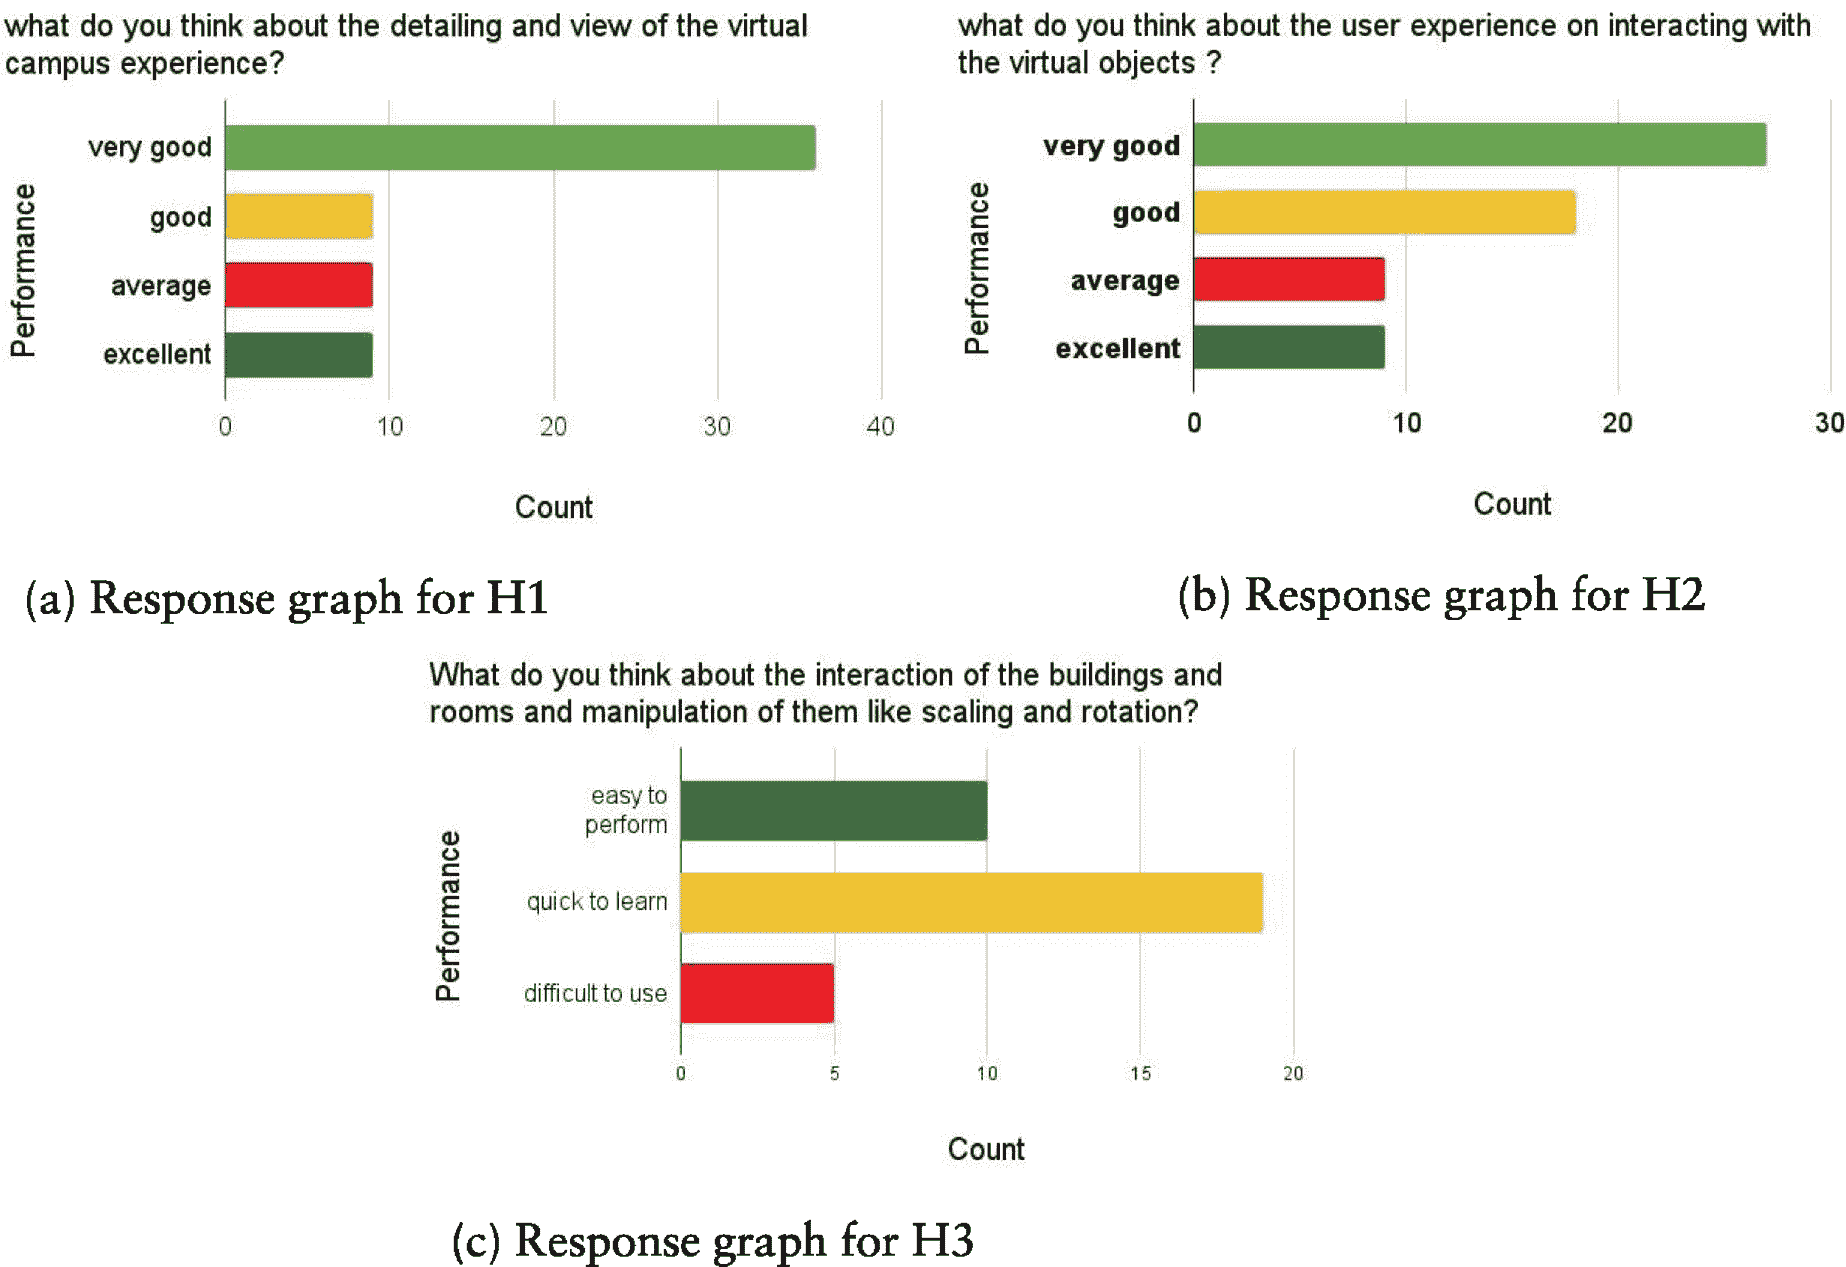 what do you think about the detailing and view of the virtual
campus experience?
Performance
very good
good
average
excellent
0 10 20 30 40
Count
(a) Response graph for H1
what do you think about the user experience on interacting with
the virtual objects ?
Performance
very good
good
average
excellent
0 10 20 30
Count
(b) Response graph for H2
What do you think about the interaction of the buildings and
rooms and manipulation of them like scaling and rotation?
Performance
easy to
perform
quick to learn
difficult to use
0 5 10 15 20
Count
(c) Response graph for H3